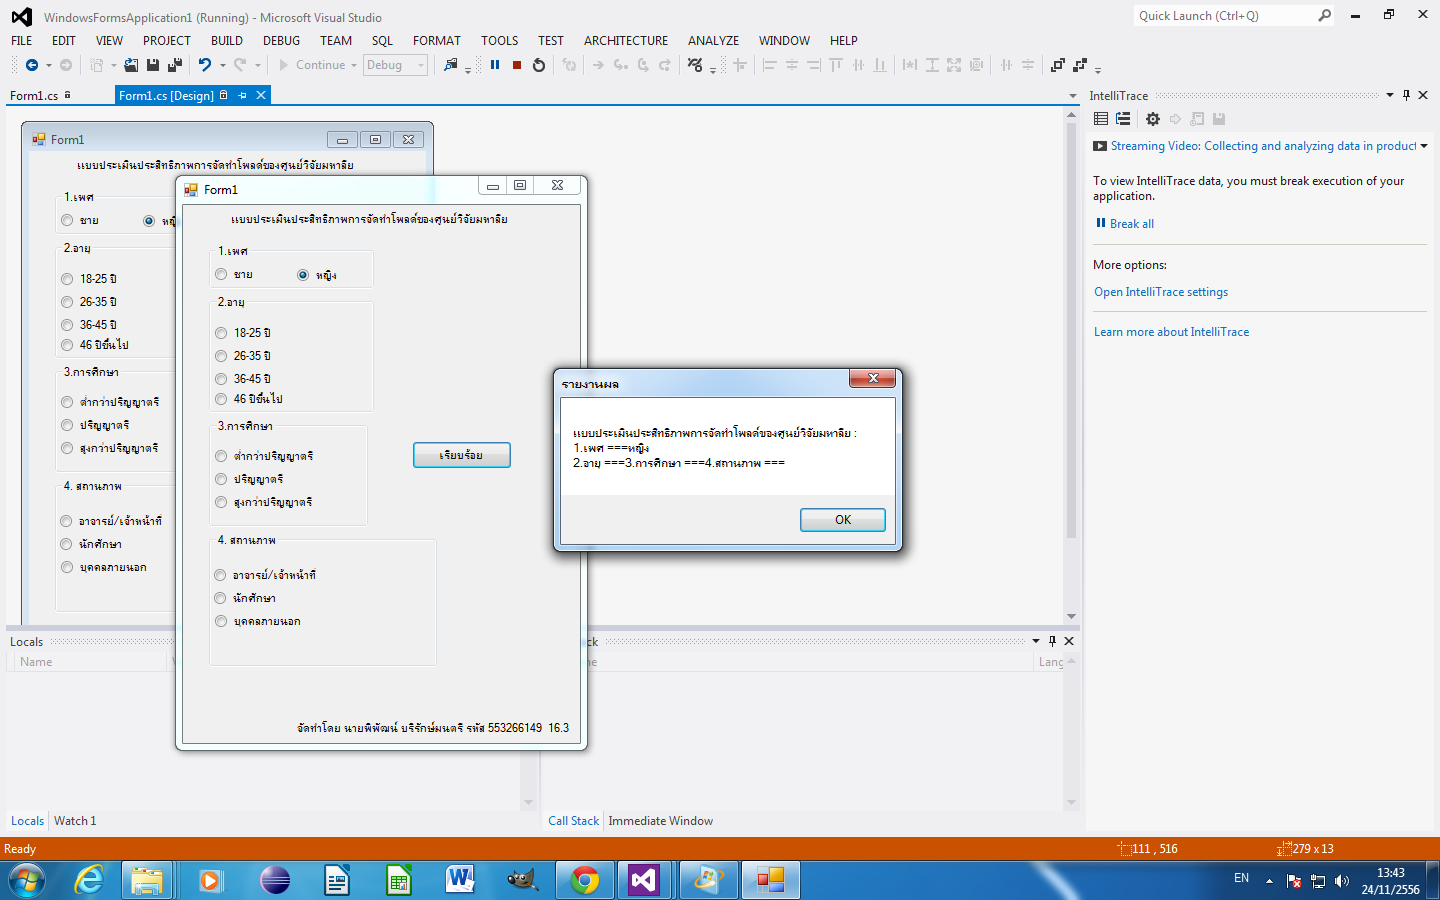 WindowsFormsApplication1 (Running) - Microsoft Visual Studio
Quick Launch (Ctrl+Q)
FILE EDIT VIEW PROJECT BUILD DEBUG TEAM SQL FORMAT TOOLS TEST ARCHITECTURE ANALYZE WINDOW HELP
Continue Debug
Form1.cs Form1.cs [Design]
Form1
แบบประเมินประสิทธิภาพการจัดทำโพลล์ของศูนย์วิจัยมหาลัย
1.เพศ
ชาย หญิ
2.อายุ
18-25 ปี
26-35 ปี
36-45 ปี
46 ปีขึ้นไป
3.การศึกษา
ต่ำกว่าปริญญาตรี
ปริญญาตรี
สูงกว่าปริญญาตรี
4. สถานภาพ
อาจารย์/เจ้าหน้าที่
นักศึกษา
บุคคลภายนอก
Form1
แบบประเมินประสิทธิภาพการจัดทำโพลล์ของศูนย์วิจัยมหาลัย
1.เพศ
ชาย หญิง
2.อายุ
18-25 ปี
26-35 ปี
36-45 ปี
46 ปีขึ้นไป
3.การศึกษา
ต่ำกว่าปริญญาตรี
ปริญญาตรี
สูงกว่าปริญญาตรี
เรียบร้อย
4. สถานภาพ
อาจารย์/เจ้าหน้าที่
นักศึกษา
บุคคลภายนอก
จัดทำโดย นายพิพัฒน์ บริรักษ์มนตรี รหัส 553266149 16.3
รายงานผล
แบบประเมินประสิทธิภาพการจัดทำโพลล์ของศูนย์วิจัยมหาลัย :
1.เพศ ===หญิง
2.อายุ ===3.การศึกษา ===4.สถานภาพ ===
OK
IntelliTrace
Streaming Video: Collecting and analyzing data in product
To view IntelliTrace data, you must break execution of your
application.
Break all
More options:
Open IntelliTrace settings
Learn more about IntelliTrace
Locals
Name
ck
ne Lang
Locals Watch 1
Call Stack Immediate Window
Ready
111 , 516
279 x 13
EN
13:43
24/11/2556